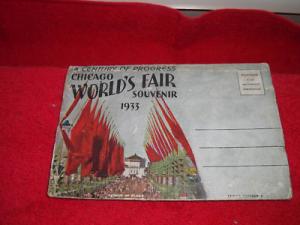 A CENTURY OF PROGRESS
CHICAGO
WORLD'S FAIR
SOUVENIR
1933